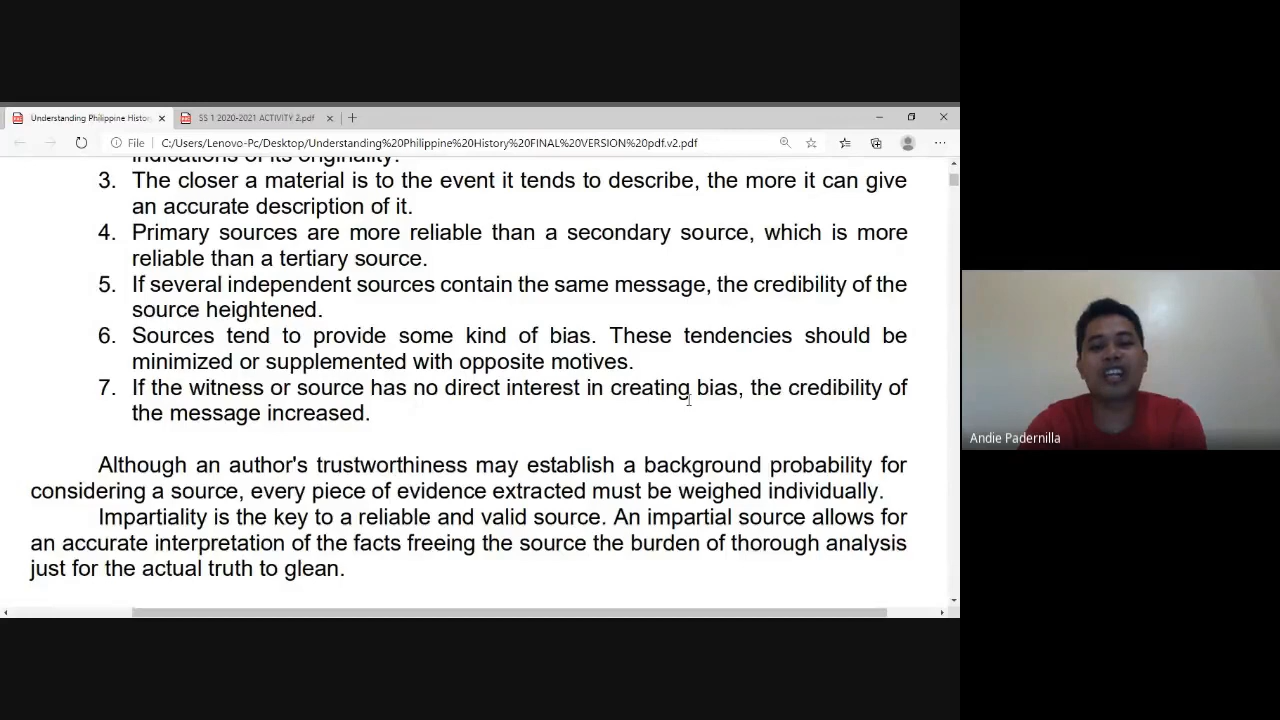 Understanding Philippine Histor
SS 1 2020-2021 ACTIVITY 2.pdf
File
C:/Users/Lenovo-Pc/Desktop/Understanding%20Philippine%20History%20FINAL%20VERSION%20pdf.v2.pdf
indications of its originality.
3. The closer a material is to the event it tends to describe, the more it can give
an accurate description of it.
4. Primary sources are more reliable than a secondary source, which is more
reliable than a tertiary source.
5. If several independent sources contain the same message, the credibility of the
source heightened.
6. Sources tend to provide some kind of bias. These tendencies should be
minimized or supplemented with opposite motives.
7. If the witness or source has no direct interest in creating bias, the credibility of
the message increased.
Although an author's trustworthiness may establish a background probability for
considering a source, every piece of evidence extracted must be weighed individually.
Impartiality is the key to a reliable and valid source. An impartial source allows for
an accurate interpretation of the facts freeing the source the burden of thorough analysis
just for the actual truth to glean.
Andie Padernilla